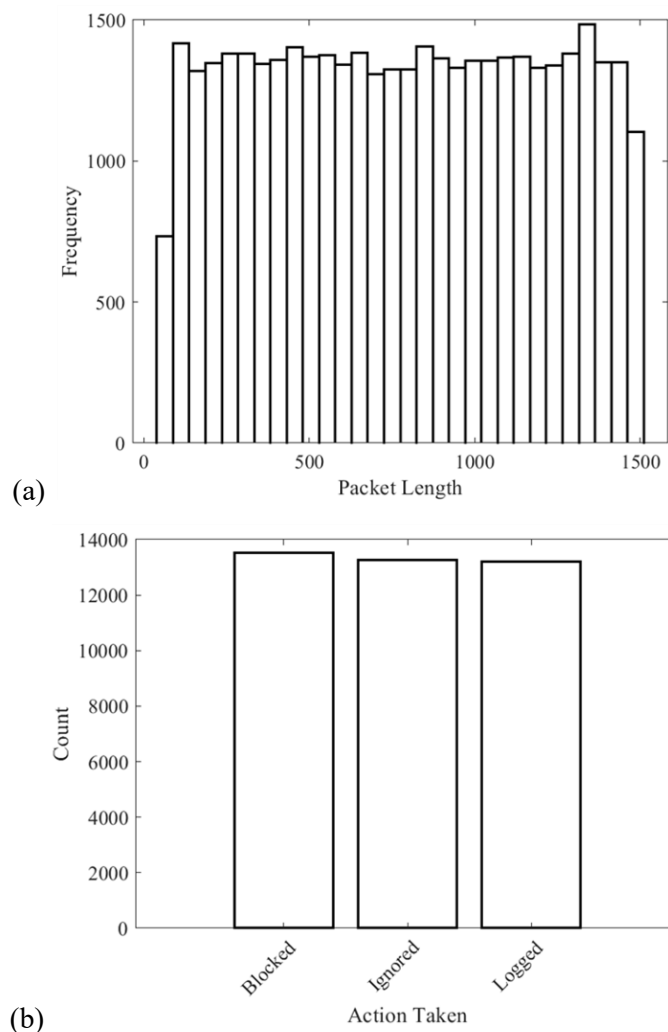 1500
1000
500
0
Frequency
0 500 1000 1500
Packet Length
(a)
14000
12000
10000
8000
6000
4000
2000
0
Count
Blocked Ignored Logged
Action Taken
(b)